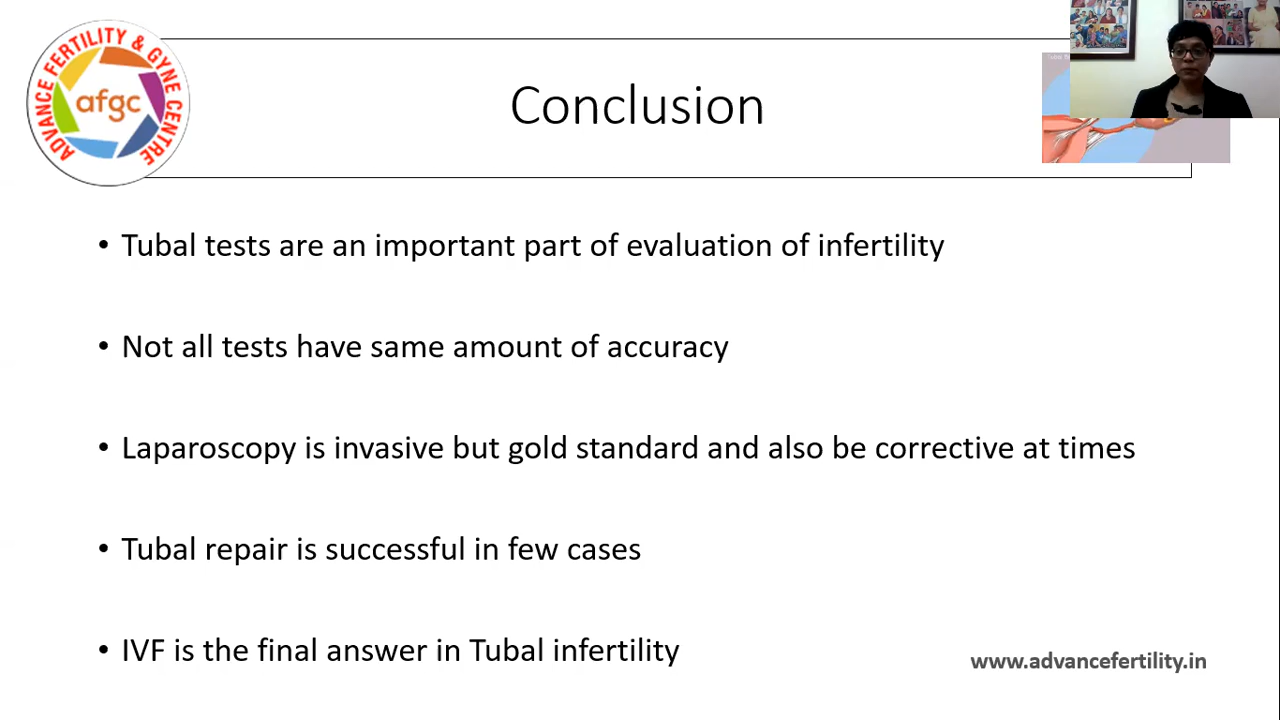 ADVANCE FERTILITY & GYNE CENTRE
afgc
Conclusion
• Tubal tests are an important part of evaluation of infertility
• Not all tests have same amount of accuracy
• Laparoscopy is invasive but gold standard and also be corrective at times
• Tubal repair is successful in few cases
• IVF is the final answer in Tubal infertility
www.advancefertility.in